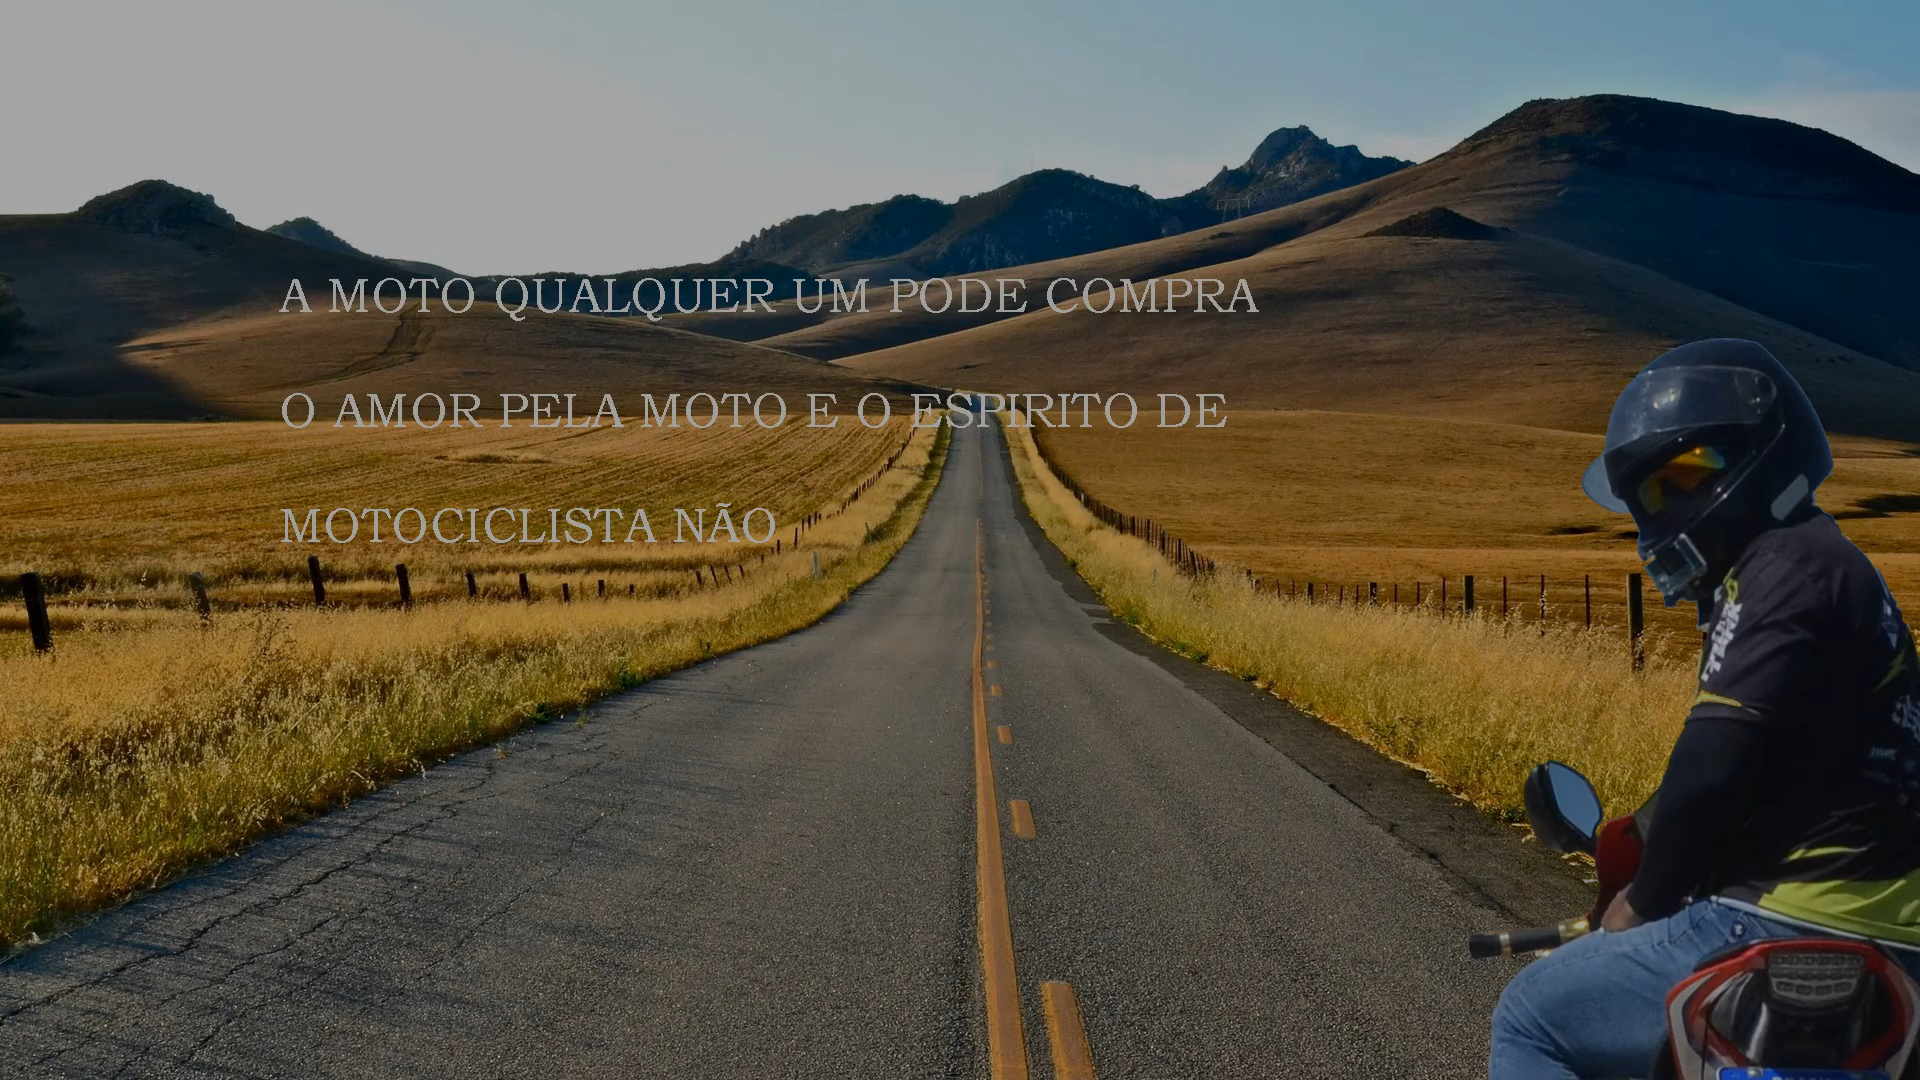 A MOTO QUALQUER UM PODE COMPRA
O AMOR PELA MOTO E O ESPIRITO DE
MOTOCICLISTA NÃO